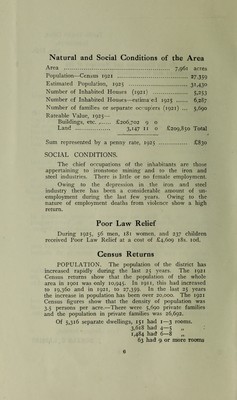 Natural and Social Conditions of the Area
Area ........................................ 7,961 acres
Population—Census 1921 ........................ 27,359
Estimated Population, 1925 .................... 31,430
Number of Inhabited Houses (1921) .............. 5,253
Number of Inhabited Houses—estimated 1925 ...... 6,287
Number of families or separate occupiers (1921) ... 5,690
Rateable Value, 1925—
Buildings, etc. ...... £206,702 9 0
Land .................. 3,147 11 0 £209,850 Total
Sum represented by a penny rate, 1925 ............ £830
SOCIAL CONDITIONS.
The chief occupations of the inhabitants are those
appertaining to ironstone mining and to the iron and
steel industries. There is little or no female employment.
Owing to the depression in the iron and steel
industry there has been a considerable amount of un-
employment during the last few years. Owing to the
nature of employment deaths from violence show a high
return.
Poor Law Relief
During 1925, 56 men, 181 women, and 237 children
received Poor Law Relief at a cost of £4,609 18s. 10d.
Census Returns
POPULATION. The population of the district has
increased rapidly during the last 25 years. The 1921
Census returns show that the population of the whole
area in 1901 was only 10,945. In 1911, this had increased
to 19,360 and in 1921, to 27,359. In the last 25 years
the increase in population has been over 20,000. The 1921
Census figures show that the density of population was
3.5 persons per acre.—There were 5,690 private families
and the population in private families was 26,692.
Of 5,316 separate dwellings, 151 had 1—3 rooms.
3,618 had 4—5 „
1,484 had 6—8 „
63 had 9 or more rooms
6